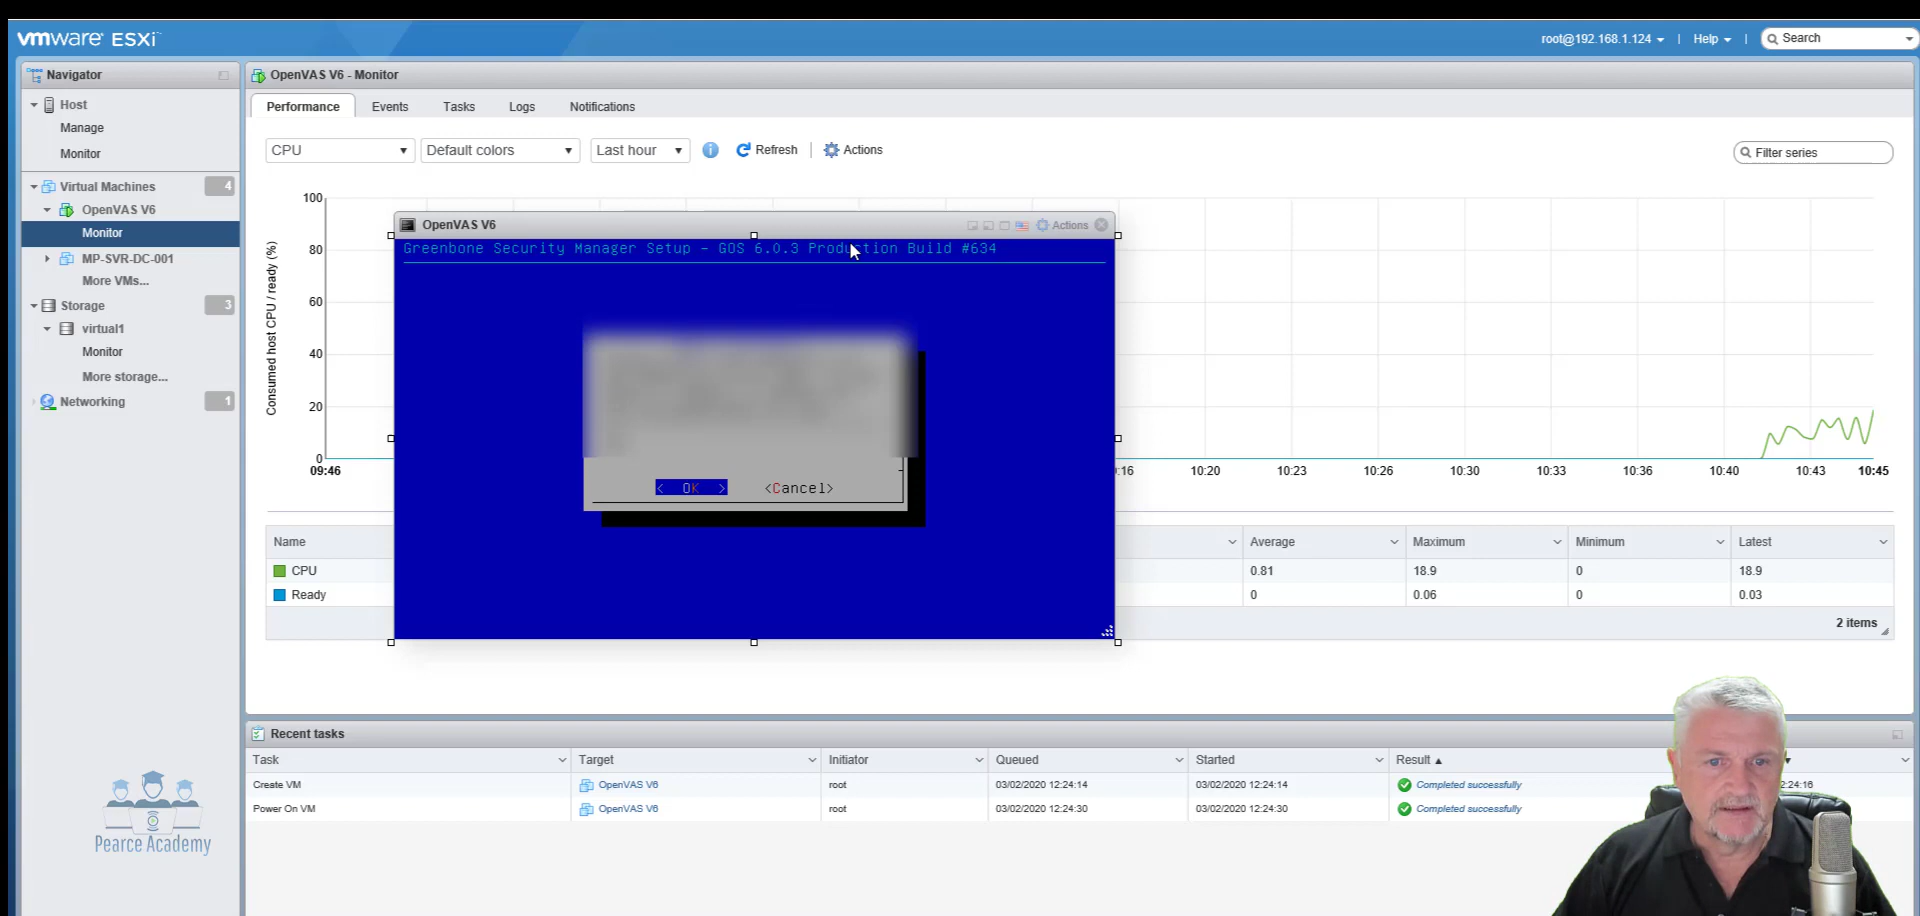 vmware ESXi
root@192.168.1.124
Help
Search
Navigator
Host
Manage
Monitor
Virtual Machines
4
OpenVAS V6
Monitor
MP-SVR-DC-001
More VMs...
Storage
3
virtual1
Monitor
More storage...
Networking
1
OpenVAS V6 - Monitor
Performance
Events
Tasks
Logs
Notifications
CPU
Default colors
Last hour
Refresh
Actions
Filter series
Consumed host CPU / ready (%)
100
80
60
40
20
0
09:46
:16
10:20
10:23
10:26
10:30
10:33
10:36
10:40
10:43
10:45
OpenVAS V6
Actions
Greenbone Security Manager Setup - GOS 6.0.3 Production Build #634
< OK >
<Cancel>
Name
Average
Maximum
Minimum
Latest
CPU
0.81
18.9
0
18.9
Ready
0
0.06
0
0.03
2 items
Recent tasks
Task
Target
Initiator
Queued
Started
Result
Create VM
OpenVAS V6
root
03/02/2020 12:24:14
03/02/2020 12:24:14
Completed successfully
2:24:16
Power On VM
OpenVAS V6
root
03/02/2020 12:24:30
03/02/2020 12:24:30
Completed successfully
Pearce Academy